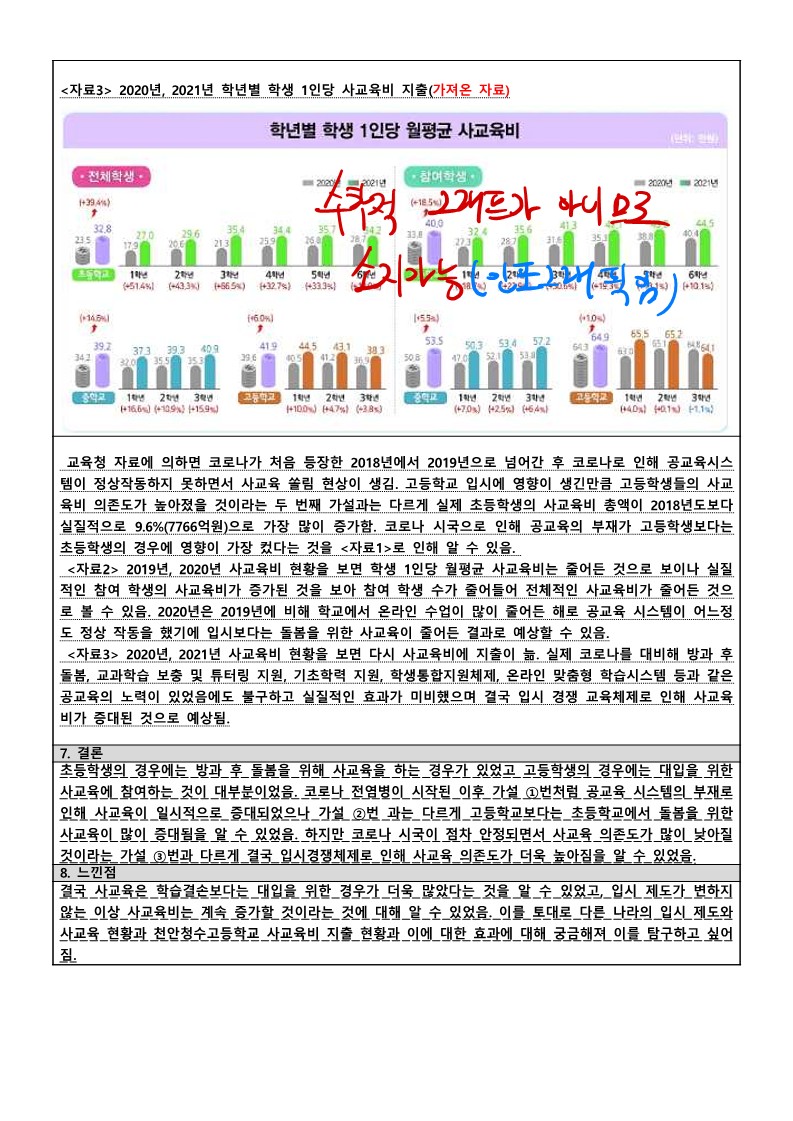 <자료3> 2020년, 2021년 학년별 학생 1인당 사교육비 지출(가져온 자료)
학년별 학생 1인당 월평균 사교육비
(단위: 만원)
• 전체학생 •
2020년 2021년
• 참여학생 •
2020년 2021년
수학적 그래프가 아니므로
소지가능
(+39.4%)
23.5 32.8
초등학교
17.9 27.0
1학년
(+51.4%)
20.6 29.6
2학년
(+43.3%)
21.3 35.4
3학년
(+66.5%)
25.9 34.4
4학년
(+32.7%)
26.8 35.7
5학년
(+33.3%)
34.2
(+18.5%)
33.8 40.0
27.3 32.4
28.7 35.6
31.6 41.3
38.8
40.4 44.5
6학년
(+10.1%)
(+14.6%)
34.2 39.2
중학교
32.0 37.3
1학년
(+16.6%)
35.5 39.3
2학년
(+10.9%)
35.3 40.9
3학년
(+15.9%)
(+6.0%)
39.6 41.9
고등학교
40.5 44.5
1학년
(+10.0%)
41.2 43.1
2학년
(+4.7%)
36.9 38.3
3학년
(+3.8%)
(+5.5%)
50.8 53.5
중학교
47.0 50.3
1학년
(+7.0%)
52.1 53.4
2학년
(+2.5%)
53.8 57.2
3학년
(+6.4%)
(+1.0%)
64.3 64.9
고등학교
63.0 65.5
1학년
(+4.0%)
65.1 65.2
2학년
(+0.1%)
64.8 64.1
3학년
(-1.1%)
교육청 자료에 의하면 코로나가 처음 등장한 2018년에서 2019년으로 넘어간 후 코로나로 인해 공교육시스
템이 정상작동하지 못하면서 사교육 쏠림 현상이 생김. 고등학교 입시에 영향이 생긴만큼 고등학생들의 사교
육비 의존도가 높아졌을 것이라는 두 번째 가설과는 다르게 실제 초등학생의 사교육비 총액이 2018년도보다
실질적으로 9.6%(7766억원)으로 가장 많이 증가함. 코로나 시국으로 인해 공교육의 부재가 고등학생보다는
초등학생의 경우에 영향이 가장 컸다는 것을 <자료1>로 인해 알 수 있음.
<자료2> 2019년, 2020년 사교육비 현황을 보면 학생 1인당 월평균 사교육비는 줄어든 것으로 보이나 실질
적인 참여 학생의 사교육비가 증가된 것을 보아 참여 학생 수가 줄어들어 전체적인 사교육비가 줄어든 것으
로 볼 수 있음. 2020년은 2019년에 비해 학교에서 온라인 수업이 많이 줄어든 해로 공교육 시스템이 어느정
도 정상 작동을 했기에 입시보다는 돌봄을 위한 사교육이 줄어든 결과로 예상할 수 있음.
<자료3> 2020년, 2021년 사교육비 현황을 보면 다시 사교육비에 지출이 늚. 실제 코로나를 대비해 방과 후
돌봄, 교과학습 보충 및 튜터링 지원, 기초학력 지원, 학생통합지원체제, 온라인 맞춤형 학습시스템 등과 같은
공교육의 노력이 있었음에도 불구하고 실질적인 효과가 미비했으며 결국 입시 경쟁 교육체제로 인해 사교육
비가 증대된 것으로 예상됨.
7. 결론
초등학생의 경우에는 방과 후 돌봄을 위해 사교육을 하는 경우가 있었고 고등학생의 경우에는 대입을 위한
사교육에 참여하는 것이 대부분이었음. 코로나 전염병이 시작된 이후 가설 ①번처럼 공교육 시스템의 부재로
인해 사교육이 일시적으로 증대되었으나 가설 ②번 과는 다르게 고등학교보다는 초등학교에서 돌봄을 위한
사교육이 많이 증대됨을 알 수 있었음. 하지만 코로나 시국이 점차 안정되면서 사교육 의존도가 많이 낮아질
것이라는 가설 ③번과 다르게 결국 입시경쟁체제로 인해 사교육 의존도가 더욱 높아짐을 알 수 있었음.
8. 느낀점
결국 사교육은 학습결손보다는 대입을 위한 경우가 더욱 많았다는 것을 알 수 있었고, 입시 제도가 변하지
않는 이상 사교육비는 계속 증가할 것이라는 것에 대해 알 수 있었음. 이를 토대로 다른 나라의 입시 제도와
사교육 현황과 천안청수고등학교 사교육비 지출 현황과 이에 대한 효과에 대해 궁금해져 이를 탐구하고 싶어
짐.